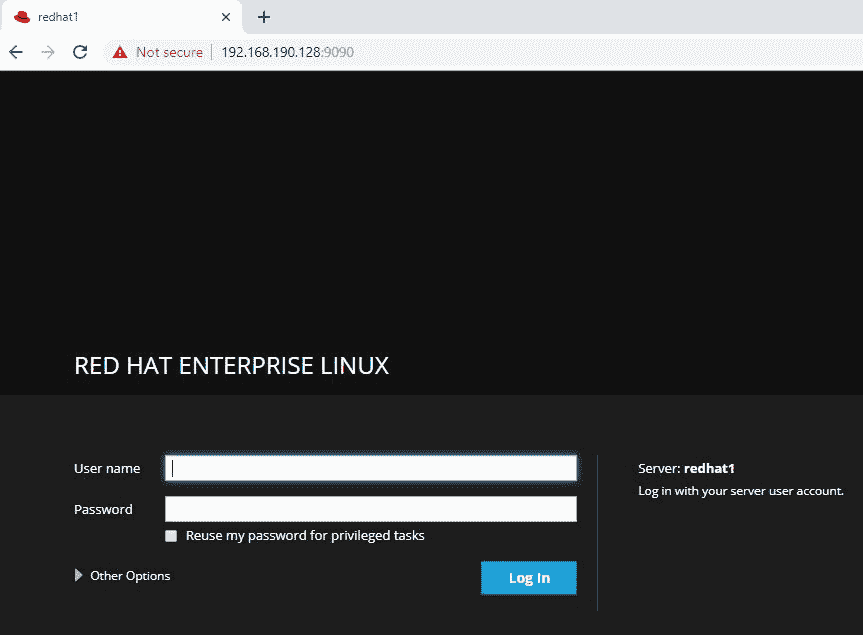 redhat1
Not secure 192.168.190.128:9090
RED HAT ENTERPRISE LINUX
User name
Password
Reuse my password for privileged tasks
Other Options
Log In
Server: redhat1
Log in with your server user account.